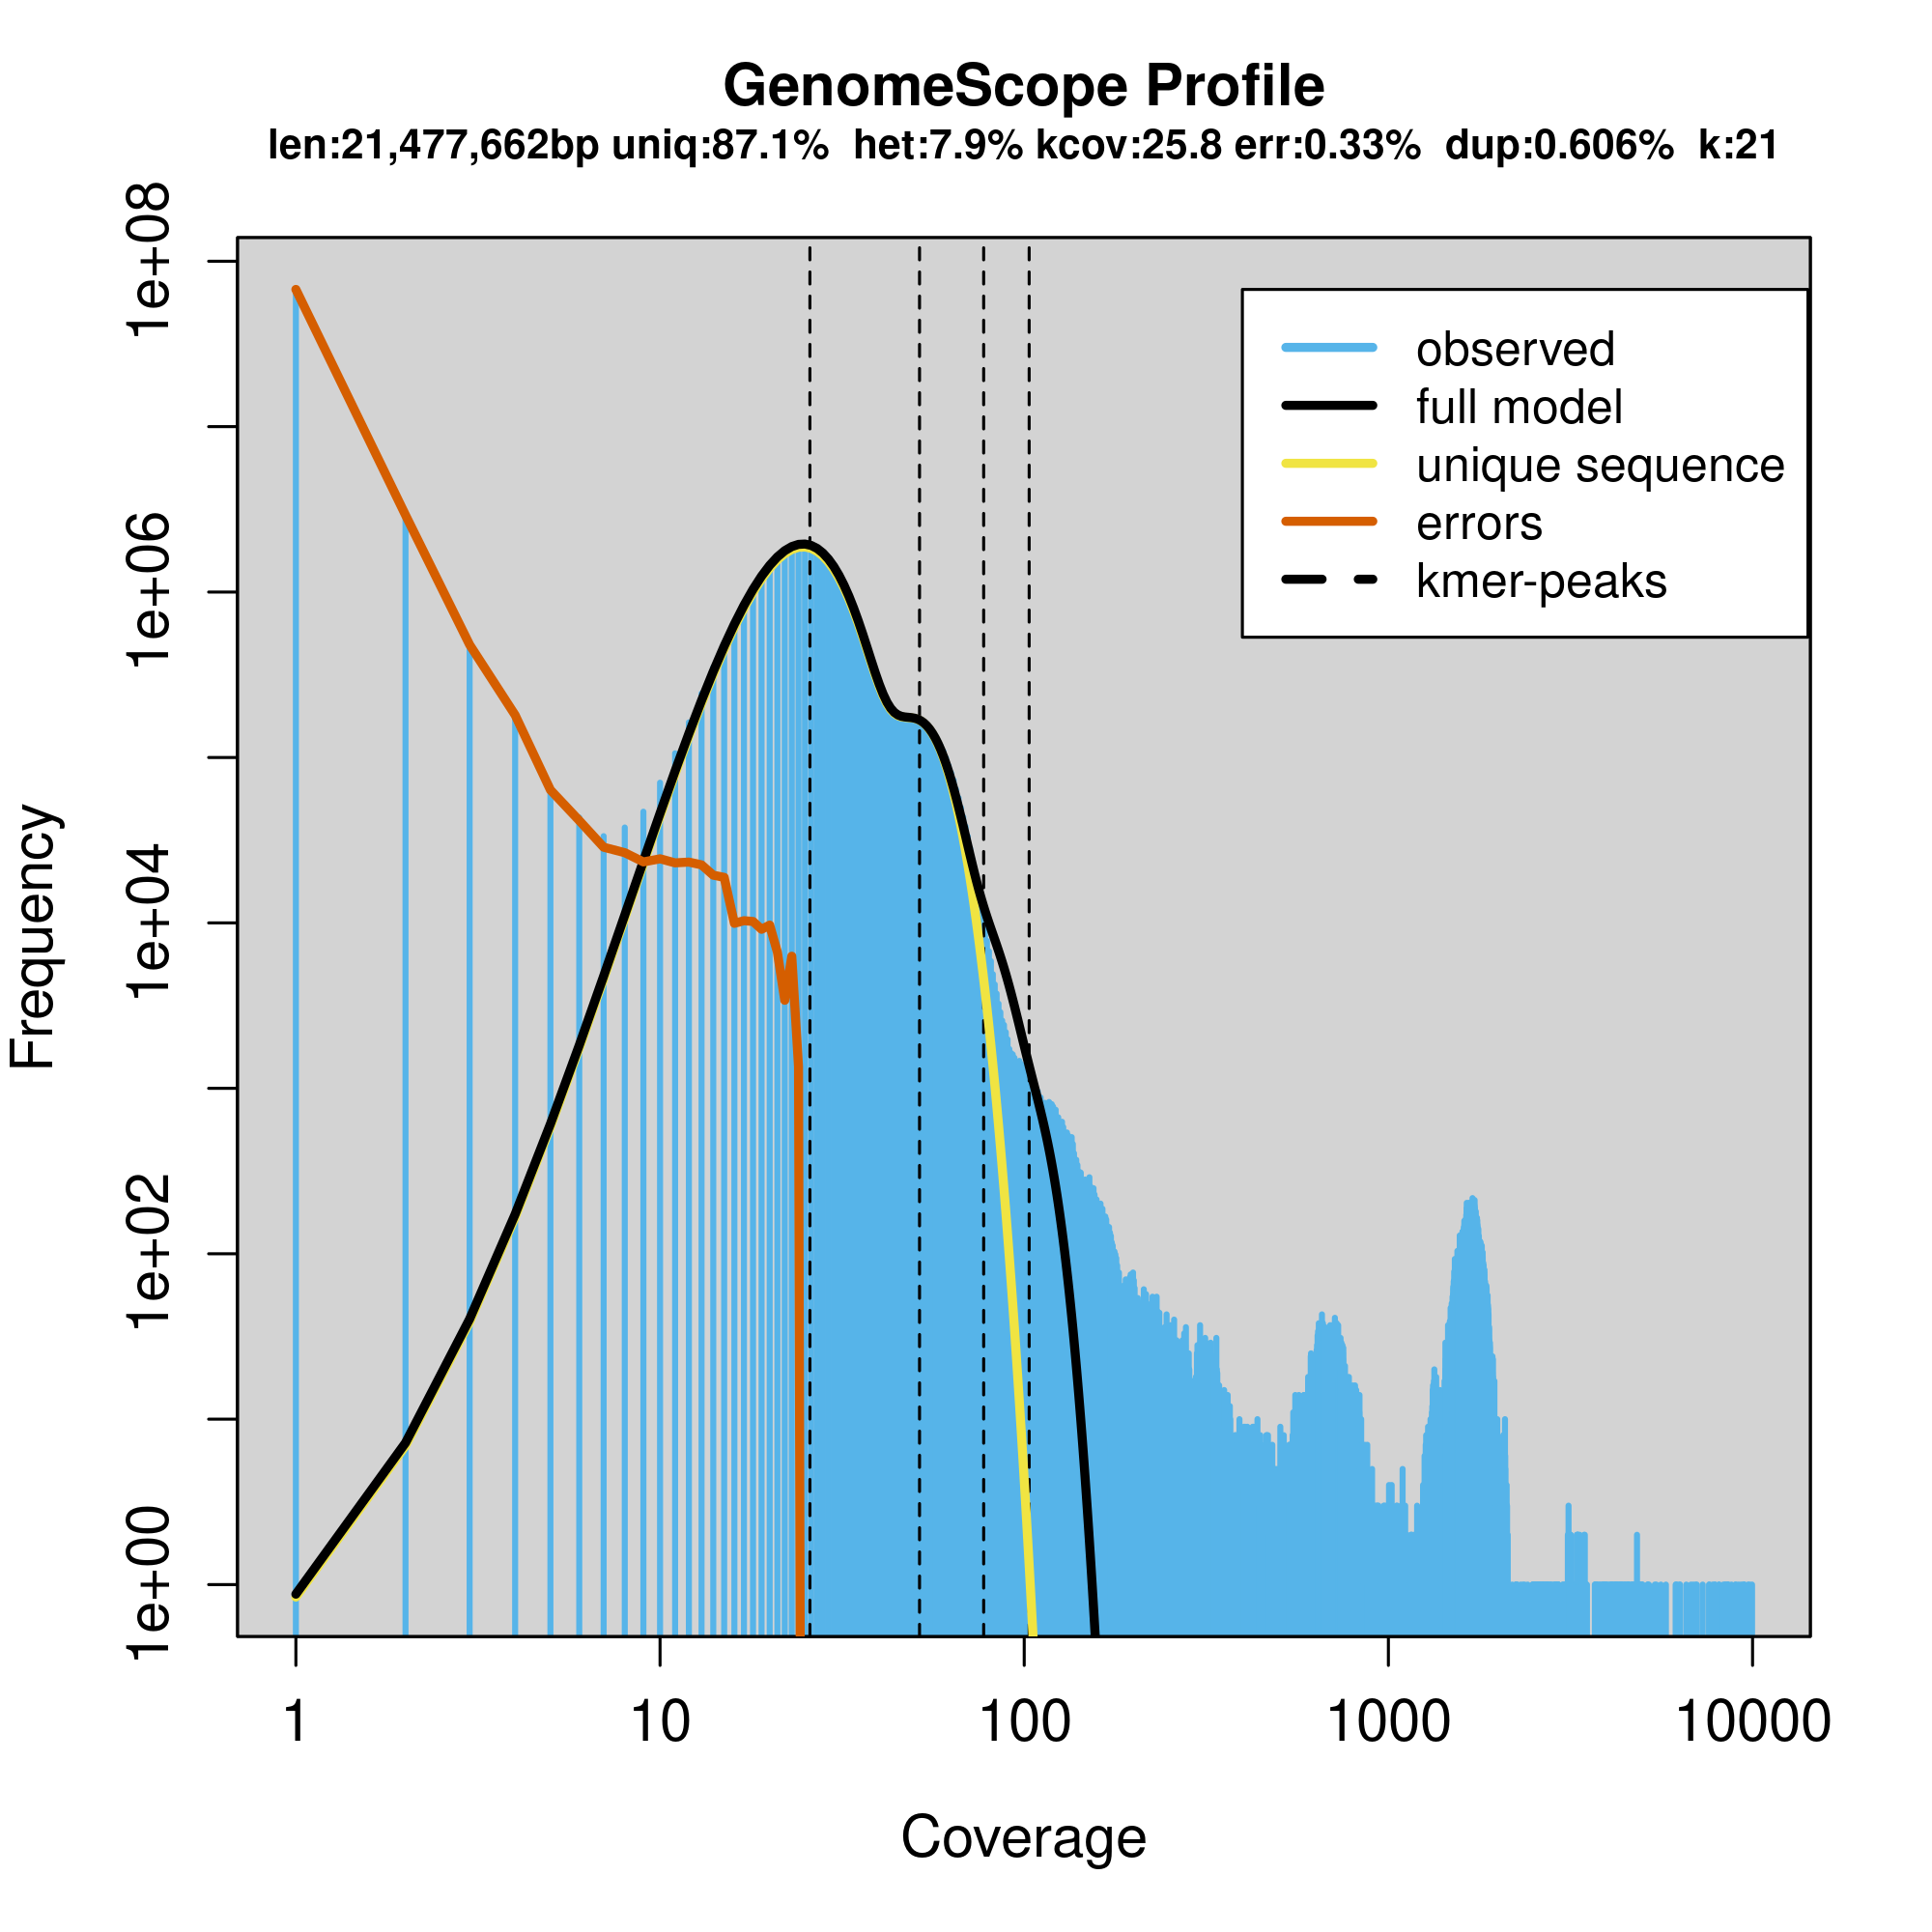 GenomeScope Profile
len:21,477,662bp uniq:87.1% het:7.9% kcov:25.8 err:0.33% dup:0.606% k:21
1e+08
1e+06
1e+04
1e+02
1e+00
Frequency
observed
full model
unique sequence
errors
kmer-peaks
1 10 100 1000 10000
Coverage